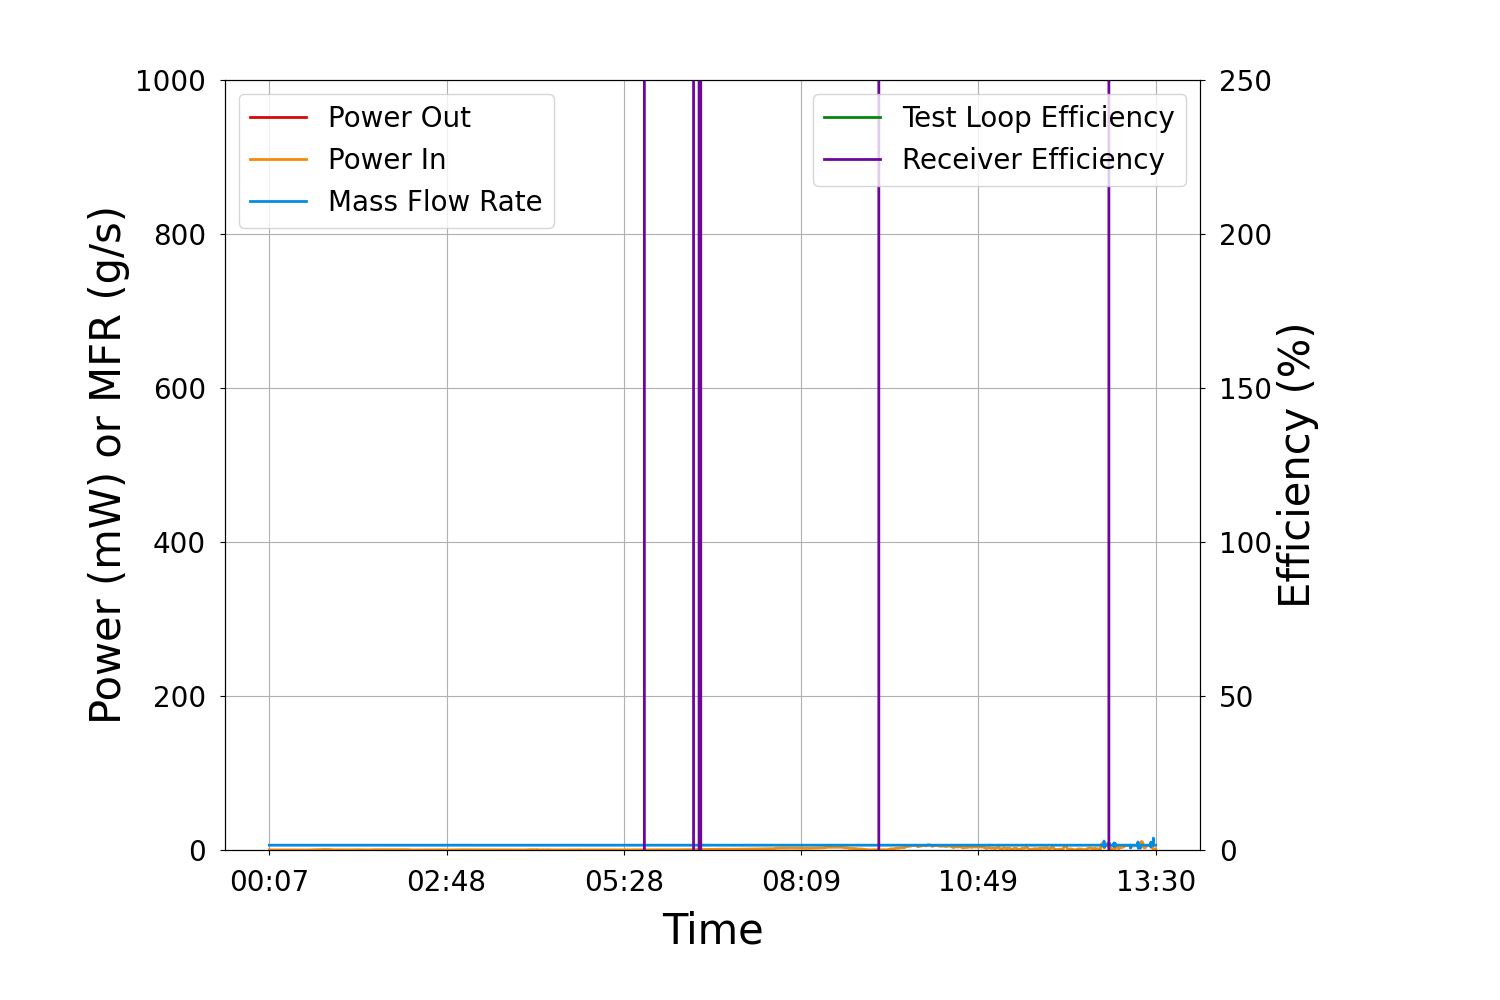 1000
800
600
400
200
0
Power (mW) or MFR (g/s)
Power Out
Power In
Mass Flow Rate
Test Loop Efficiency
Receiver Efficiency
250
200
150
100
50
0
Efficiency (%)
00:07 02:48 05:28 08:09 10:49 13:30
Time